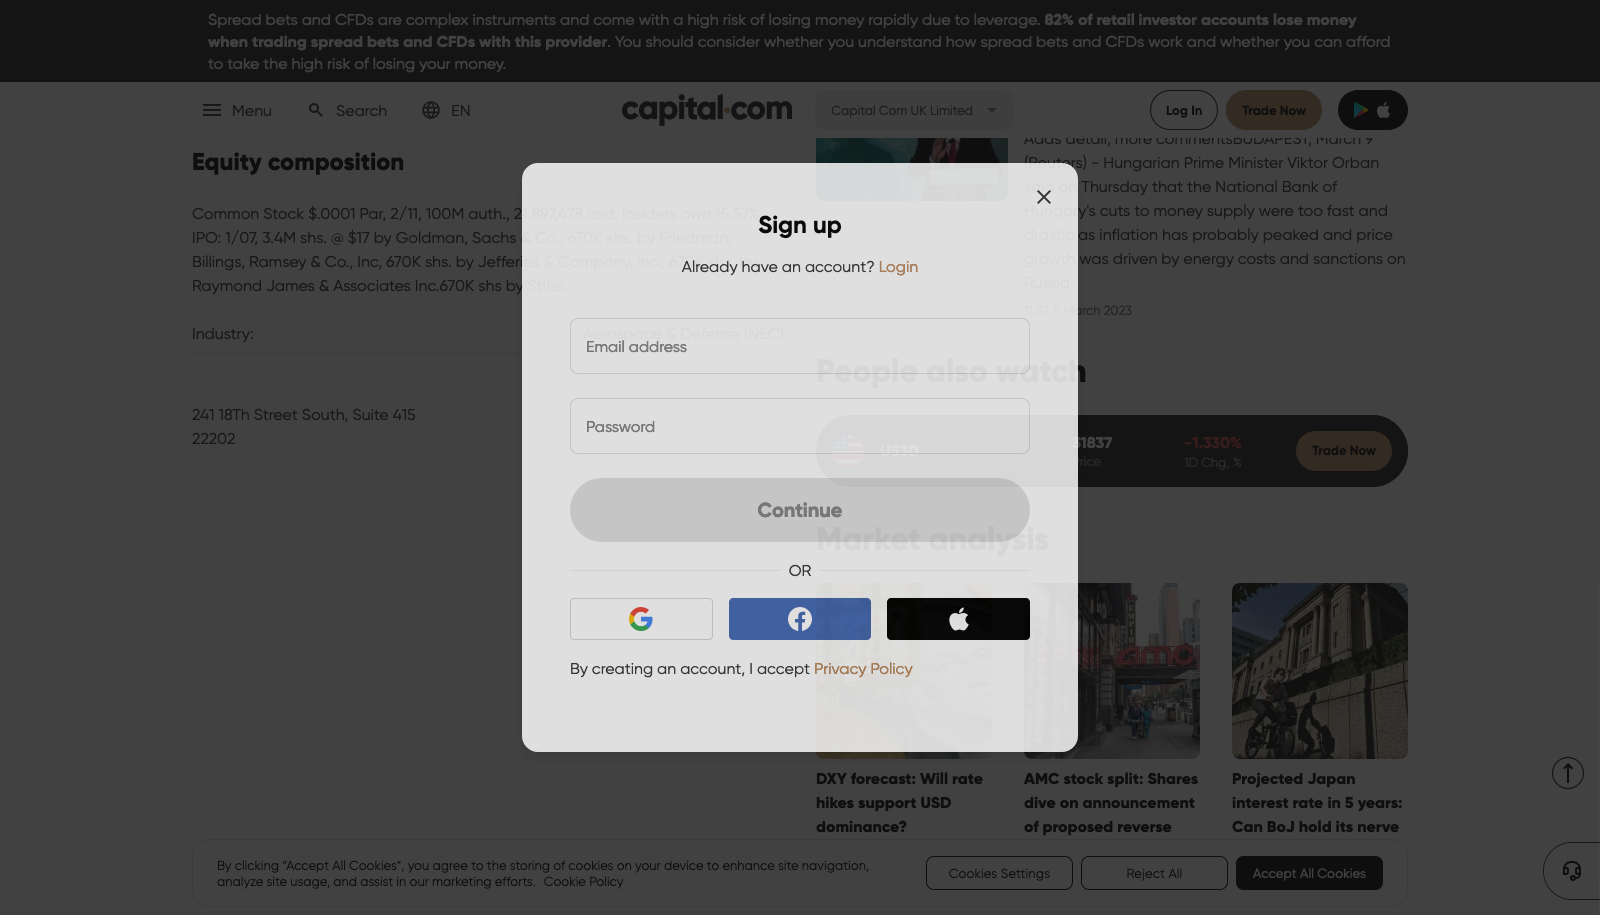 Spread bets and CFDs are complex instruments and come with a high risk of losing money rapidly due to leverage. 82% of retail investor accounts lose money
when trading spread bets and CFDs with this provider. You should consider whether you understand how spread bets and CFDs work and whether you can afford
to take the high risk of losing your money.
Menu
Search
EN
capital.com
Capital Com UK Limited
Log In
Trade Now
Equity composition
Common Stock $.0001 Par, 2/11, 100M auth., 21,897,478 issd. Insiders own 15.57%.
IPO: 1/07, 3.4M shs. @ $17 by Goldman, Sachs & Co., 670K shs. by Friedman,
Billings, Ramsey & Co., Inc, 670K shs. by Jefferies & Company, Inc., 67
Raymond James & Associates Inc.670K shs by Stifel.
Industry:
Aerospace & Defense (NEC)
241 18Th Street South, Suite 415
22202
Adds detail, more commentsBUDAPEST, March 9
(Reuters) - Hungarian Prime Minister Viktor Orban
said on Thursday that the National Bank of
Hungary's cuts to money supply were too fast and
drastic as inflation has probably peaked and price
growth was driven by energy costs and sanctions on
Russia.
11:37, 9 March 2023
People also watch
US30
31837
Price
-1.330%
1D Chg, %
Trade Now
Market analysis
AMC
DXY forecast: Will rate
hikes support USD
dominance?
AMC stock split: Shares
dive on announcement
of proposed reverse
Projected Japan
interest rate in 5 years:
Can BoJ hold its nerve
Sign up
Already have an account? Login
Email address
Password
Continue
OR
By creating an account, I accept Privacy Policy
By clicking “Accept All Cookies”, you agree to the storing of cookies on your device to enhance site navigation,
analyze site usage, and assist in our marketing efforts. Cookie Policy
Cookies Settings
Reject All
Accept All Cookies